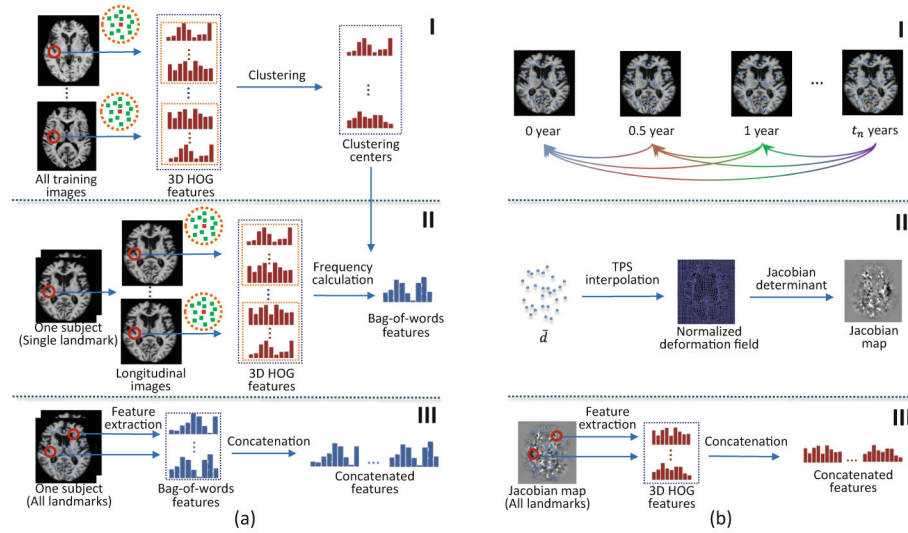 I
Clustering
All training
images
3D HOG
features
Clustering
centers
II
Frequency
calculation
One subject
(Single landmark)
Bag-of-words
features
Longitudinal
images
3D HOG
features
III
Feature
extraction
Concatenation
One subject
(All landmarks)
Bag-of-words
features
Concatenated
features
(a)
I
...
0 year
0.5 year
1 year
tₙ years
II
TPS
interpolation
Jacobian
determinant
d̄
Normalized
deformation field
Jacobian
map
III
Feature
extraction
Concatenation
...
Jacobian map
(All landmarks)
3D HOG
features
Concatenated
features
(b)